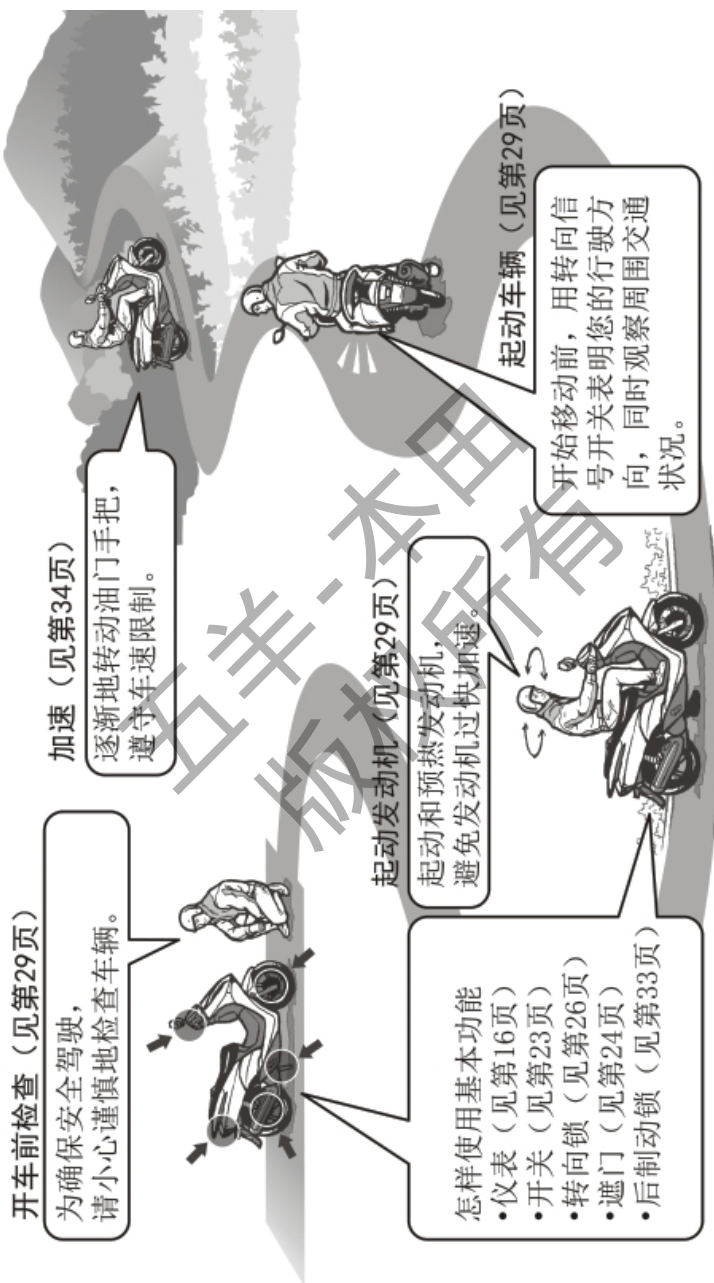 开车前检查（见第29页）
为确保安全驾驶，
请小心谨慎地检查车辆。
怎样使用基本功能
•仪表（见第16页）
•开关（见第23页）
•转向锁（见第26页）
•遮门（见第24页）
•后制动锁（见第33页）
起动发动机（见第29页）
起动和预热发动机，
避免发动机过快加速。
起动车辆（见第29页）
开始移动前，用转向信
号开关表明您的行驶方
向，同时观察周围交通
状况。
加速（见第34页）
逐渐地转动油门手把，
遵守车速限制。
五羊-本田
版权所有